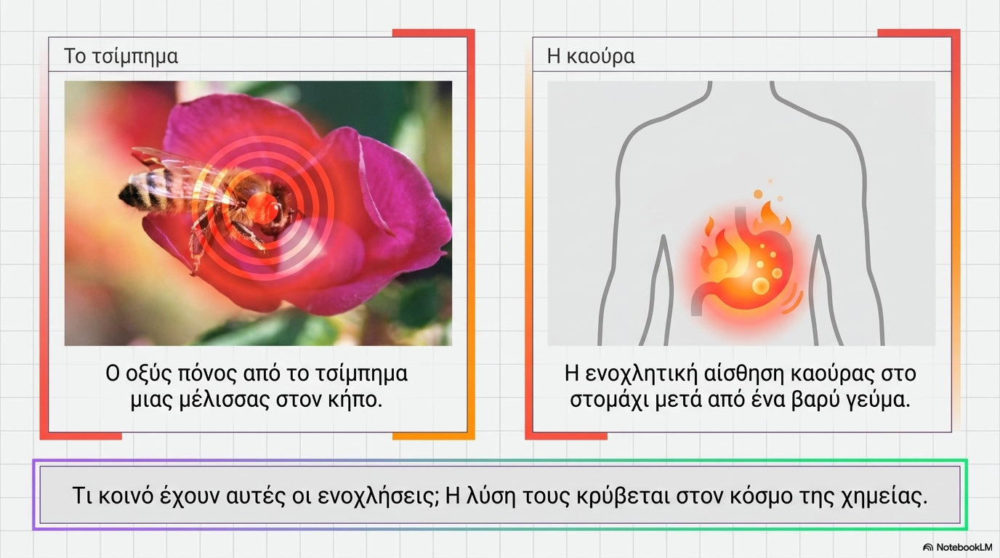 Το τσίμπημα
Ο οξύς πόνος από το τσίμπημα
μιας μέλισσας στον κήπο.
Η καούρα
Η ενοχλητική αίσθηση καούρας στο
στομάχι μετά από ένα βαρύ γεύμα.
Τι κοινό έχουν αυτές οι ενοχλήσεις; Η λύση τους κρύβεται στον κόσμο της χημείας.
NotebookLM